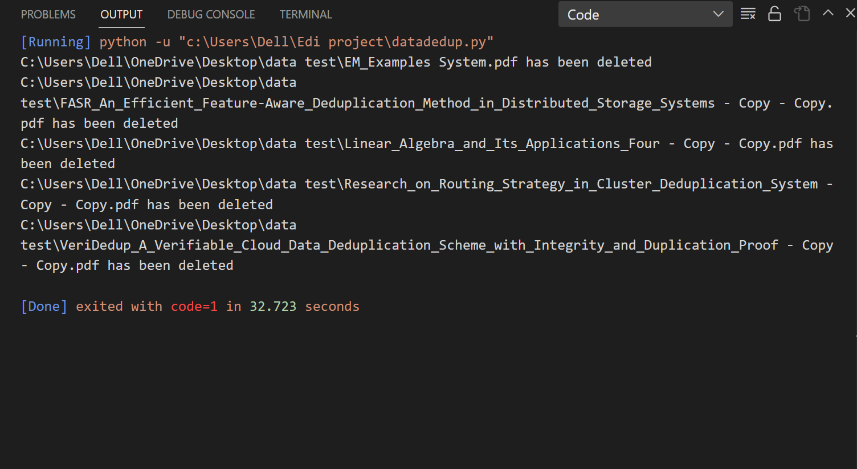 PROBLEMS OUTPUT DEBUG CONSOLE TERMINAL Code
[Running] python -u "c:\Users\Dell\Edi project\datadedup.py"
C:\Users\Dell\OneDrive\Desktop\data test\EM_Examples System.pdf has been deleted
C:\Users\Dell\OneDrive\Desktop\data
test\FASR_An_Efficient_Feature-Aware_Deduplication_Method_in_Distributed_Storage_Systems - Copy - Copy.
pdf has been deleted
C:\Users\Dell\OneDrive\Desktop\data test\Linear_Algebra_and_Its_Applications_Four - Copy - Copy.pdf has
been deleted
C:\Users\Dell\OneDrive\Desktop\data test\Research_on_Routing_Strategy_in_Cluster_Deduplication_System -
Copy - Copy.pdf has been deleted
C:\Users\Dell\OneDrive\Desktop\data
test\VeriDedup_A_Verifiable_Cloud_Data_Deduplication_Scheme_with_Integrity_and_Duplication_Proof - Copy
- Copy.pdf has been deleted
[Done] exited with code=1 in 32.723 seconds